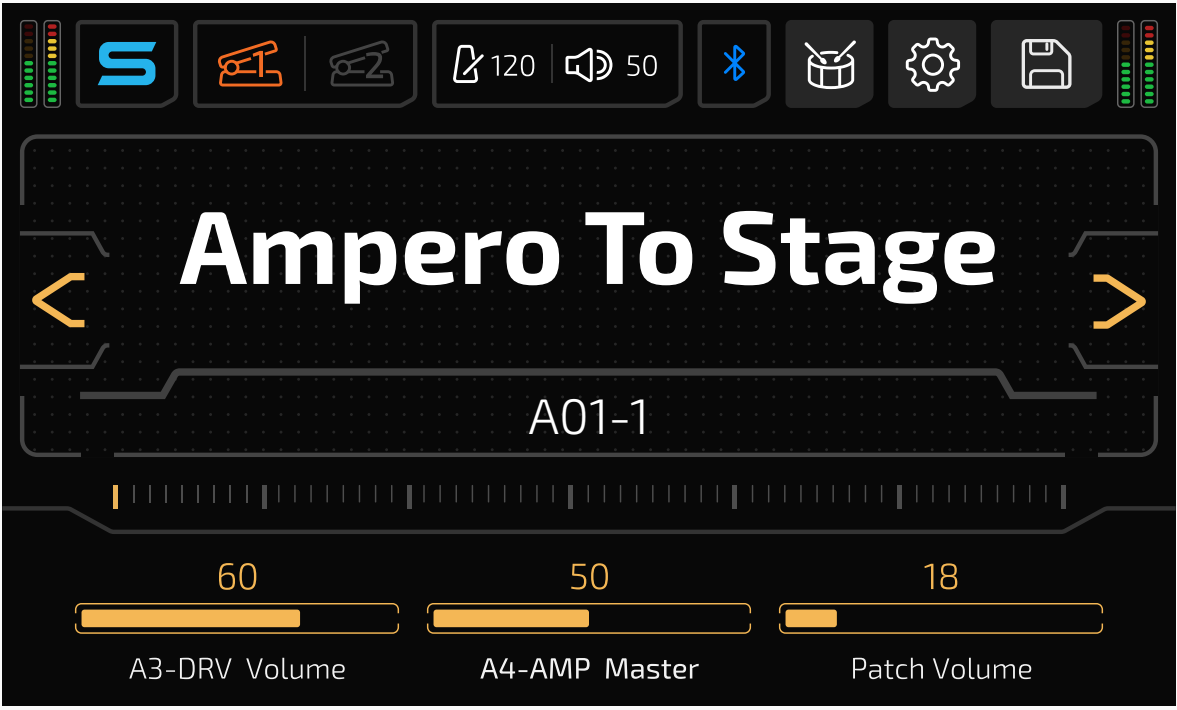 S 1 2 120 50
Ampero To Stage
A01-1
60 50 18
A3-DRV Volume A4-AMP Master Patch Volume